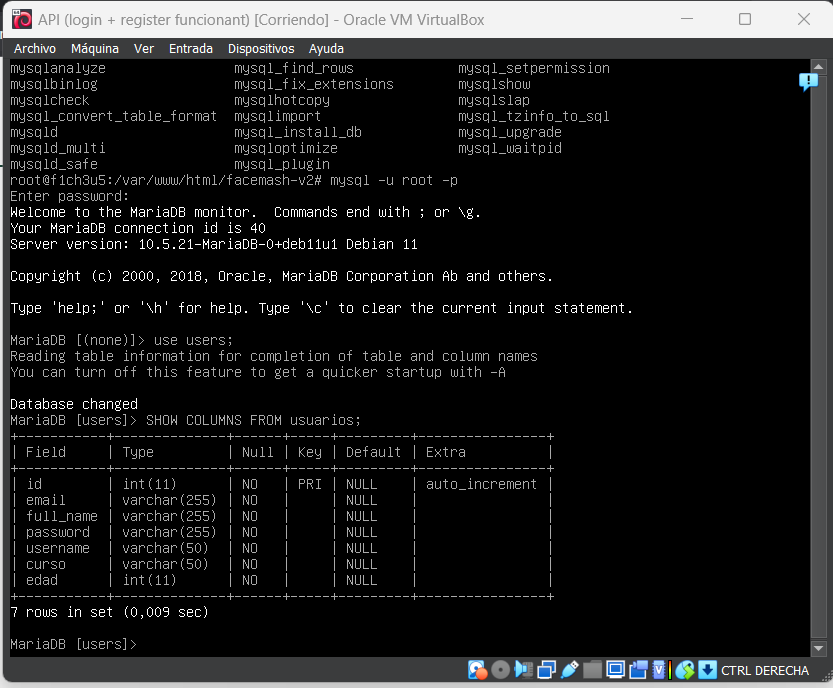 API (login + register funcionant) [Corriendo] - Oracle VM VirtualBox
Archivo Máquina Ver Entrada Dispositivos Ayuda
mysqlanalyze mysql_find_rows mysql_setpermission
mysqlbinlog mysql_fix_extensions mysqlshow
mysqlcheck mysqlhotcopy mysqlslap
mysql_convert_table_format mysqlimport mysql_tzinfo_to_sql
mysqld mysql_install_db mysql_upgrade
mysqld_multi mysqloptimize mysql_waitpid
mysqld_safe mysql_plugin
root@f1ch3u5:/var/www/html/facemash-v2# mysql -u root -p
Enter password:
Welcome to the MariaDB monitor.  Commands end with ; or \g.
Your MariaDB connection id is 40
Server version: 10.5.21-MariaDB-0+deb11u1 Debian 11
Copyright (c) 2000, 2018, Oracle, MariaDB Corporation Ab and others.
Type 'help;' or '\h' for help. Type '\c' to clear the current input statement.
MariaDB [(none)]> use users;
Reading table information for completion of table and column names
You can turn off this feature to get a quicker startup with -A
Database changed
MariaDB [users]> SHOW COLUMNS FROM usuarios;
+-----------+--------------+------+-----+---------+----------------+
| Field     | Type         | Null | Key | Default | Extra          |
+-----------+--------------+------+-----+---------+----------------+
| id        | int(11)      | NO   | PRI | NULL    | auto_increment |
| email     | varchar(255) | NO   |     | NULL    |                |
| full_name | varchar(255) | NO   |     | NULL    |                |
| password  | varchar(255) | NO   |     | NULL    |                |
| username  | varchar(50)  | NO   |     | NULL    |                |
| curso     | varchar(50)  | NO   |     | NULL    |                |
| edad      | int(11)      | NO   |     | NULL    |                |
+-----------+--------------+------+-----+---------+----------------+
7 rows in set (0,009 sec)
MariaDB [users]>
CTRL DERECHA